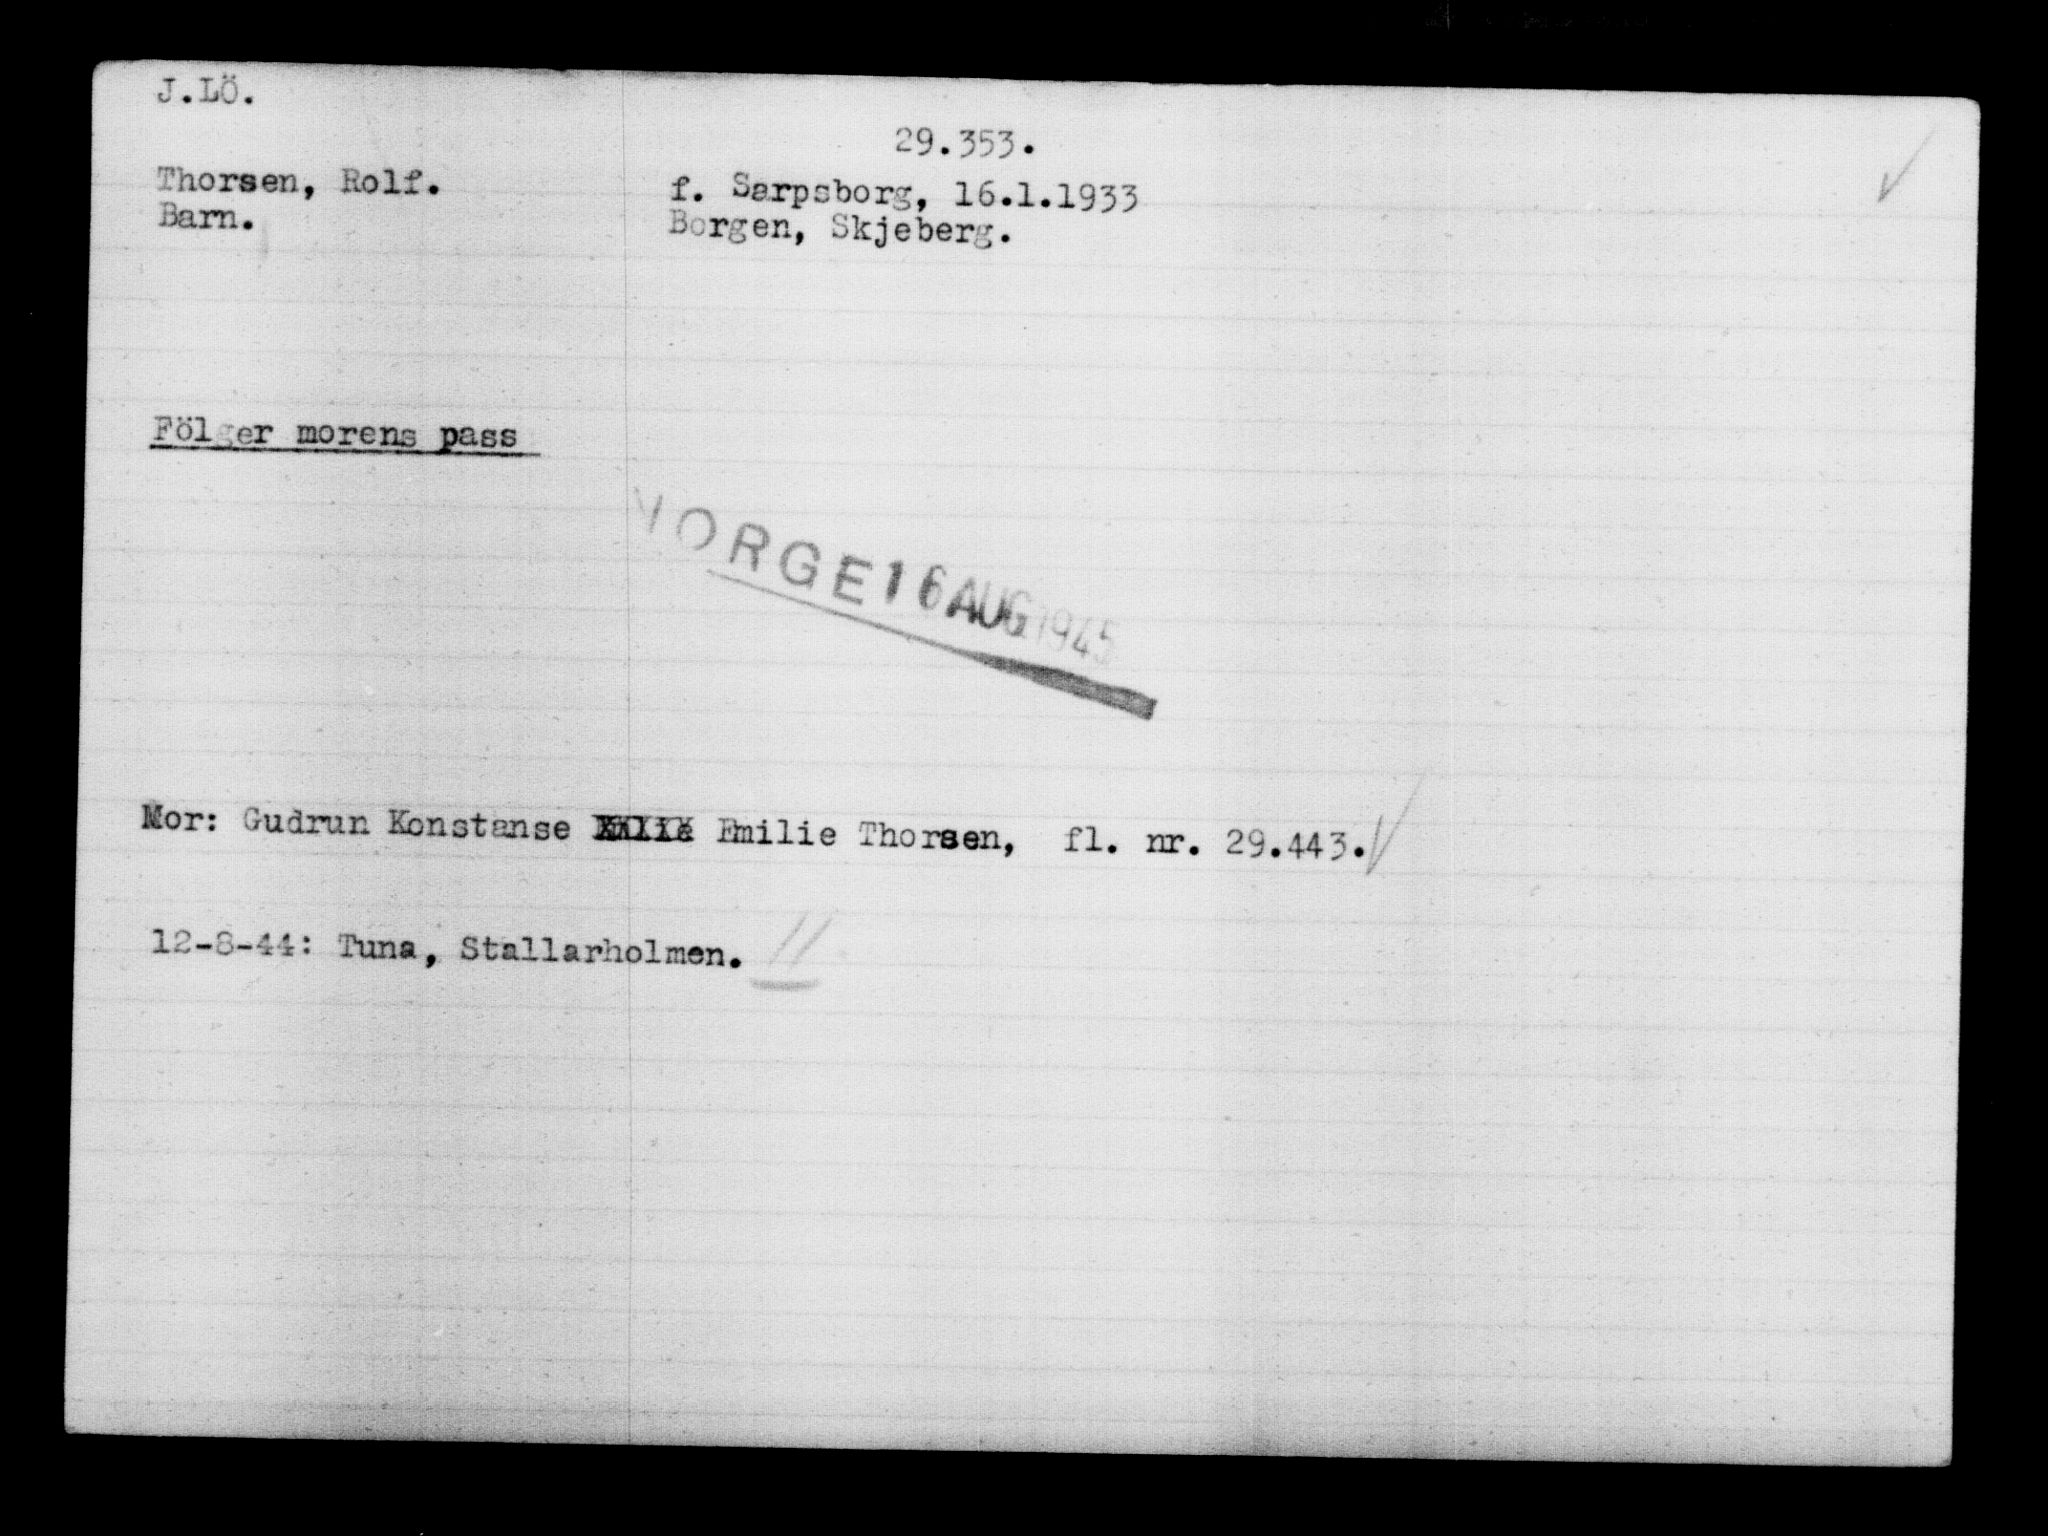 J.LÖ.
29.353.
Thorsen, Rolf. f. Sarpsborg, 16.1.1933
Barn. Borgen, Skjeberg.
Fölger morens pass
NORGE 16 AUG 1945
Mor: Gudrun Konstanse Emilie Thorsen, fl. nr. 29.443.
12-8-44: Tuna, Stallarholmen.